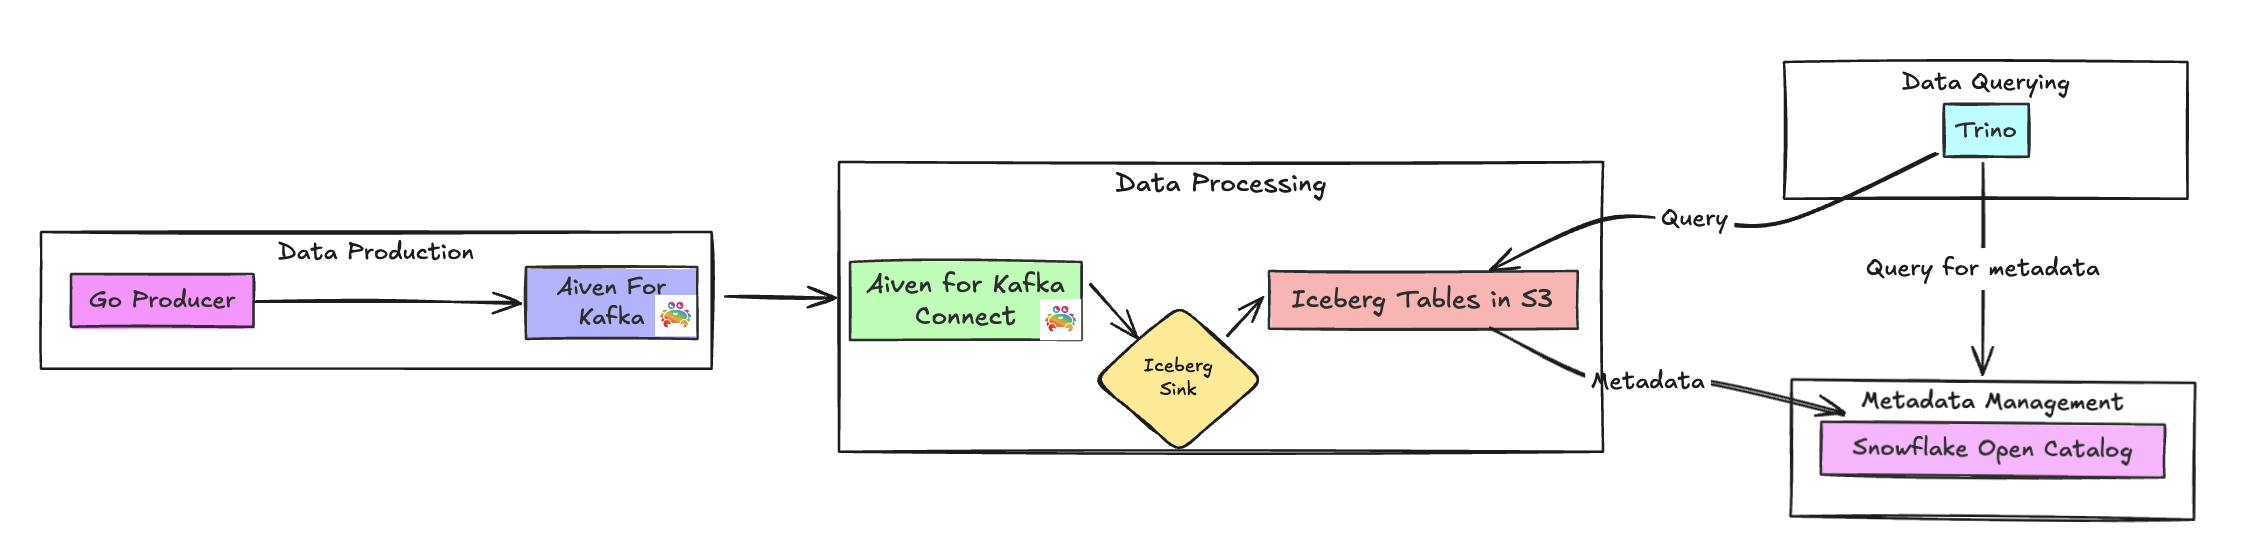 Data Production
Go Producer
Aiven For
Kafka
Data Processing
Aiven for Kafka
Connect
Iceberg
Sink
Iceberg Tables in S3
Data Querying
Trino
Query
Query for metadata
Metadata
Metadata Management
Snowflake Open Catalog